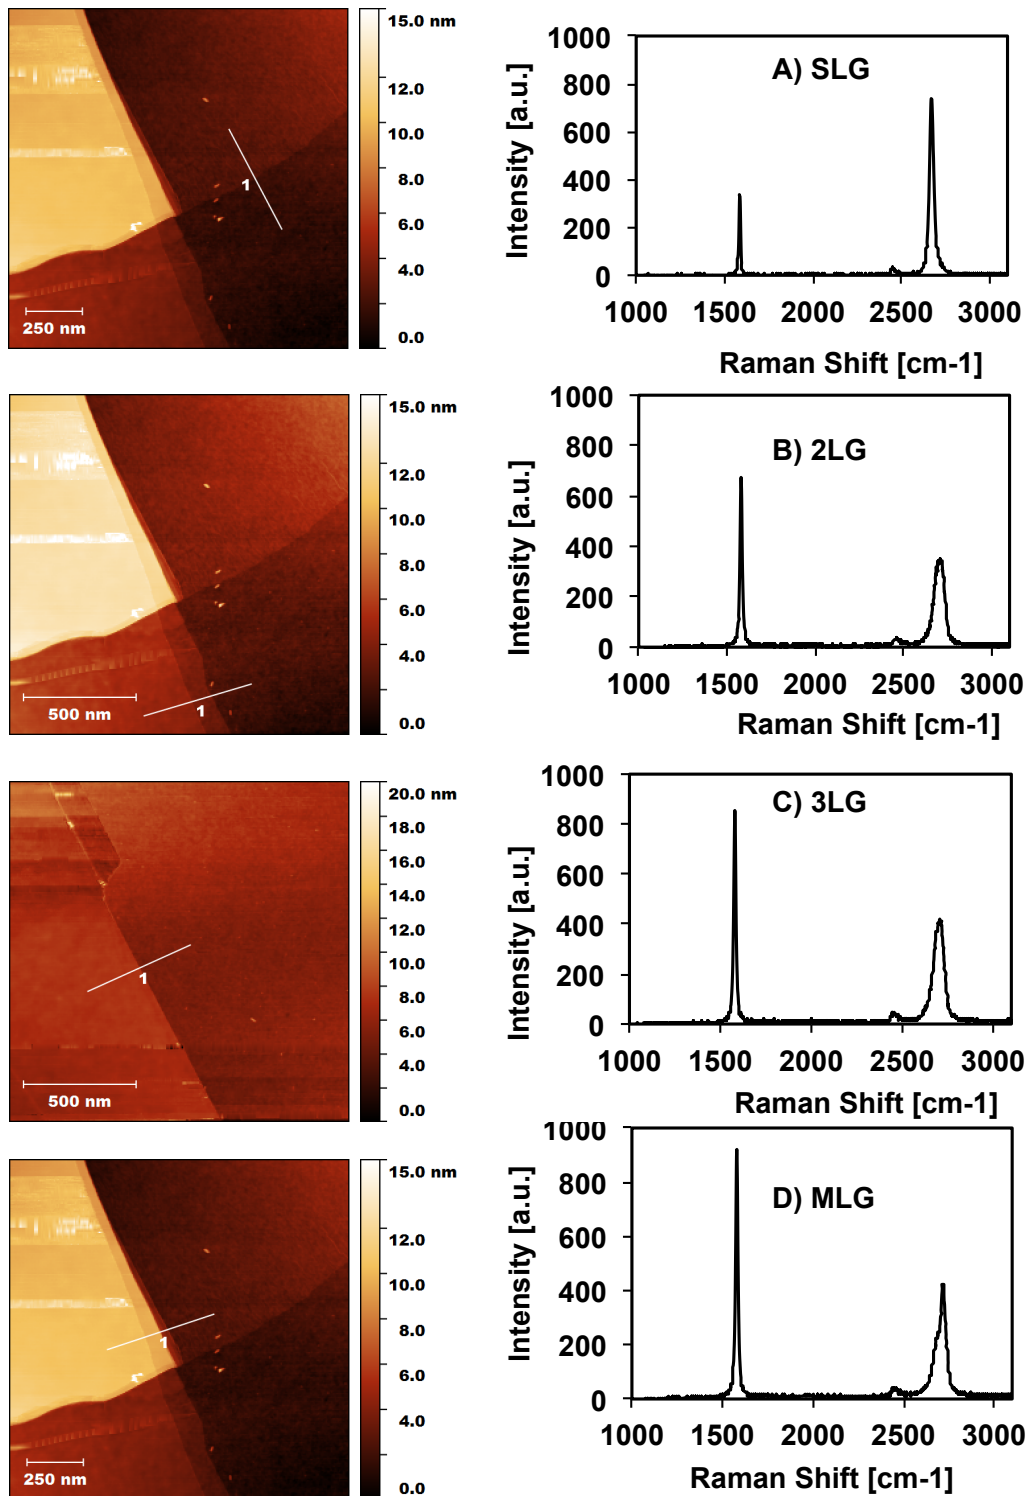 15.0 nm
12.0
10.0
8.0
6.0
4.0
0.0
1
250 nm
A) SLG
Intensity [a.u.]
1000
800
600
400
200
0
1000 1500 2000 2500 3000
Raman Shift [cm-1]
15.0 nm
12.0
10.0
8.0
6.0
4.0
0.0
500 nm
1
B) 2LG
Intensity [a.u.]
1000
800
600
400
200
0
1000 1500 2000 2500 3000
Raman Shift [cm-1]
20.0 nm
18.0
16.0
14.0
12.0
10.0
8.0
6.0
0.0
1
500 nm
C) 3LG
Intensity [a.u.]
1000
800
600
400
200
0
1000 1500 2000 2500 3000
Raman Shift [cm-1]
15.0 nm
12.0
10.0
8.0
6.0
4.0
0.0
1
250 nm
D) MLG
Intensity [a.u.]
1000
800
600
400
200
0
1000 1500 2000 2500 3000
Raman Shift [cm-1]